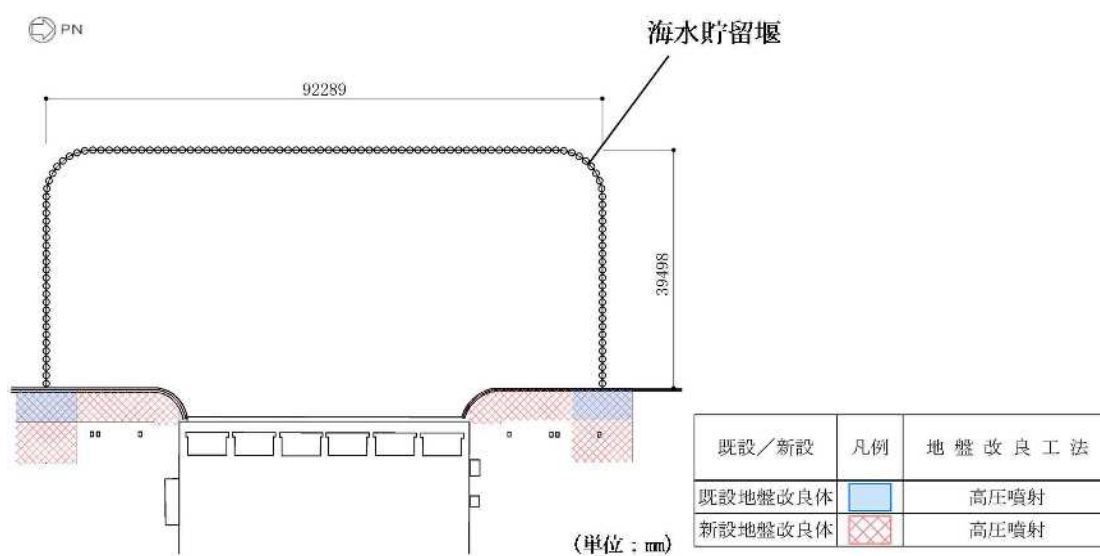 PN
海水貯留堰
92289
39498
既設／新設 凡例 地盤改良工法
既設地盤改良体 高圧噴射
新設地盤改良体 高圧噴射
(単位：mm)